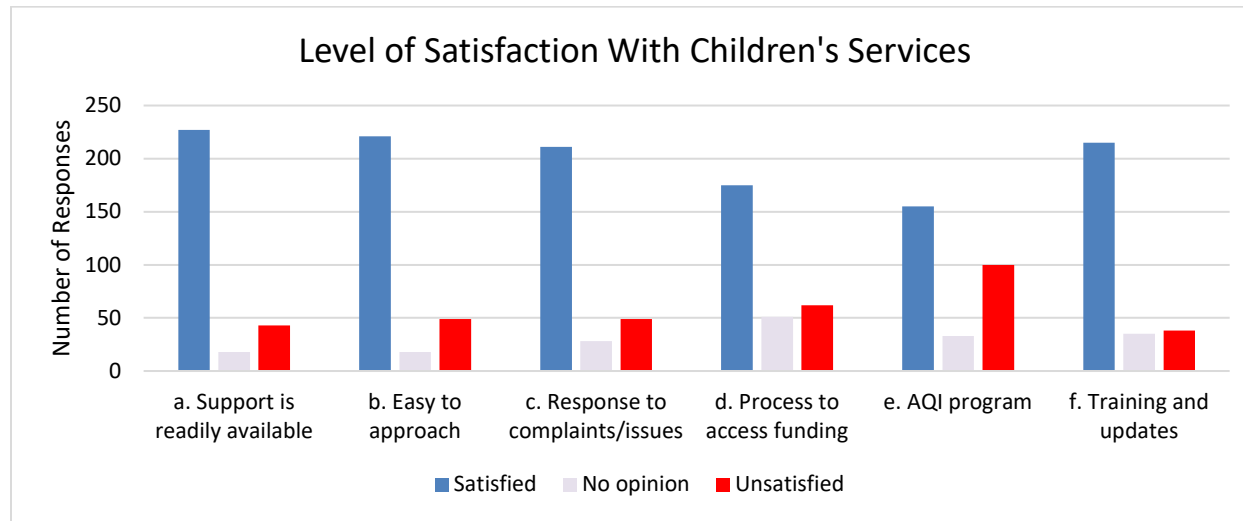 Level of Satisfaction With Children's Services
Number of Responses
250
200
150
100
50
0
a. Support is
readily available
b. Easy to
approach
c. Response to
complaints/issues
d. Process to
access funding
e. AQI program
f. Training and
updates
Satisfied
No opinion
Unsatisfied